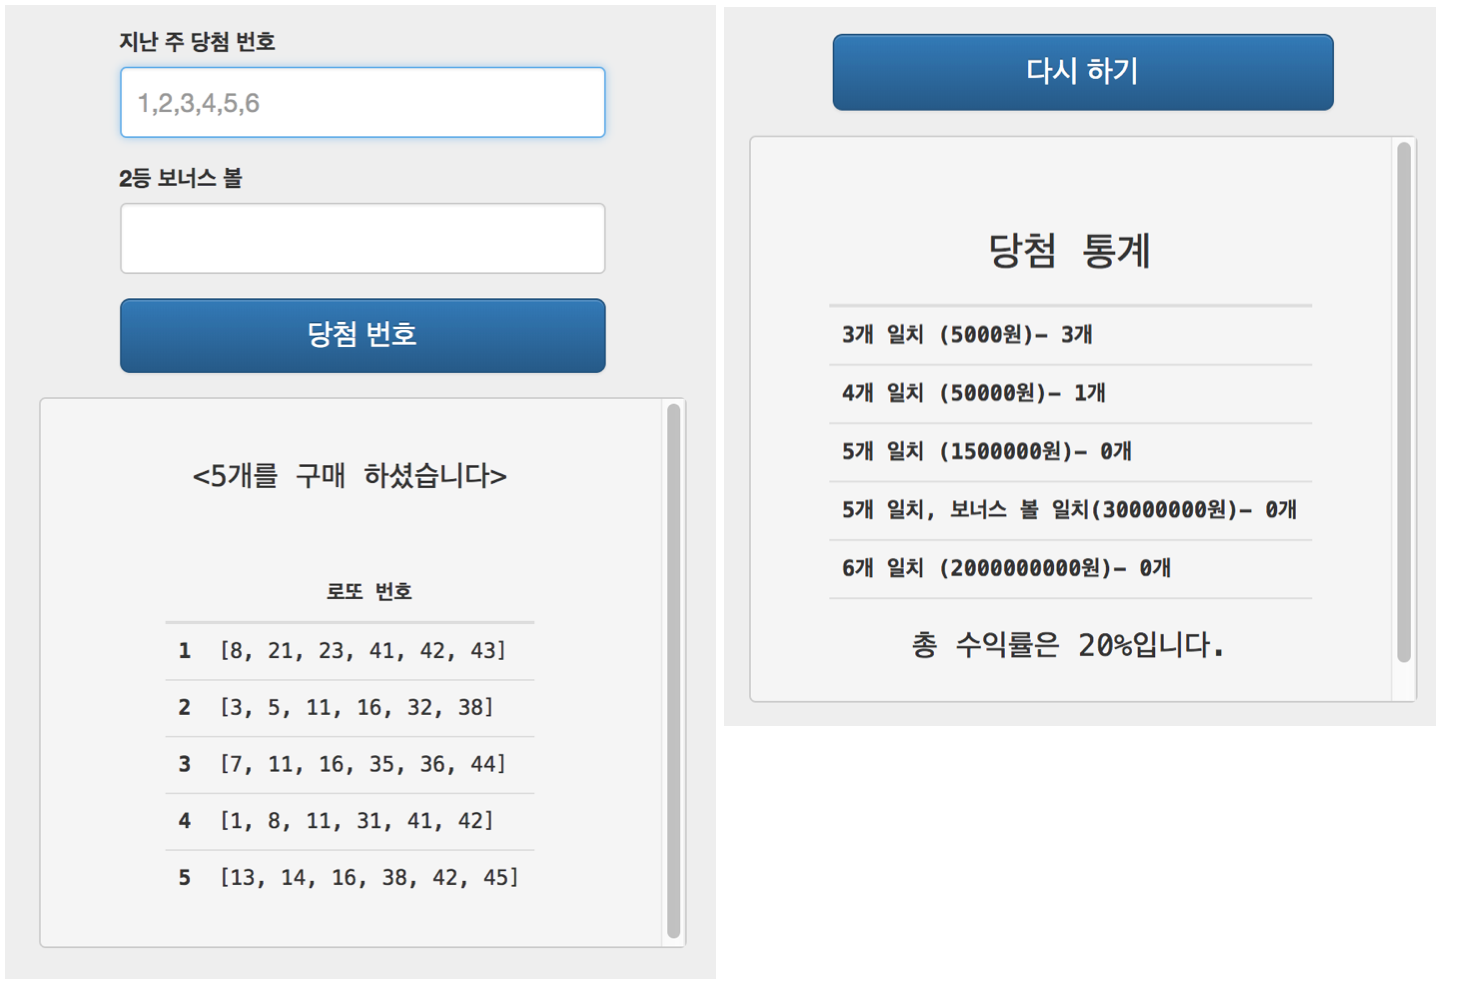 지난 주 당첨 번호
1,2,3,4,5,6
2등 보너스 볼
당첨 번호
<5개를 구매 하셨습니다>
로또 번호
1 [8, 21, 23, 41, 42, 43]
2 [3, 5, 11, 16, 32, 38]
3 [7, 11, 16, 35, 36, 44]
4 [1, 8, 11, 31, 41, 42]
5 [13, 14, 16, 38, 42, 45]
다시 하기
당첨 통계
3개 일치 (5000원)- 3개
4개 일치 (50000원)- 1개
5개 일치 (1500000원)- 0개
5개 일치, 보너스 볼 일치(30000000원)- 0개
6개 일치 (2000000000원)- 0개
총 수익률은 20%입니다.